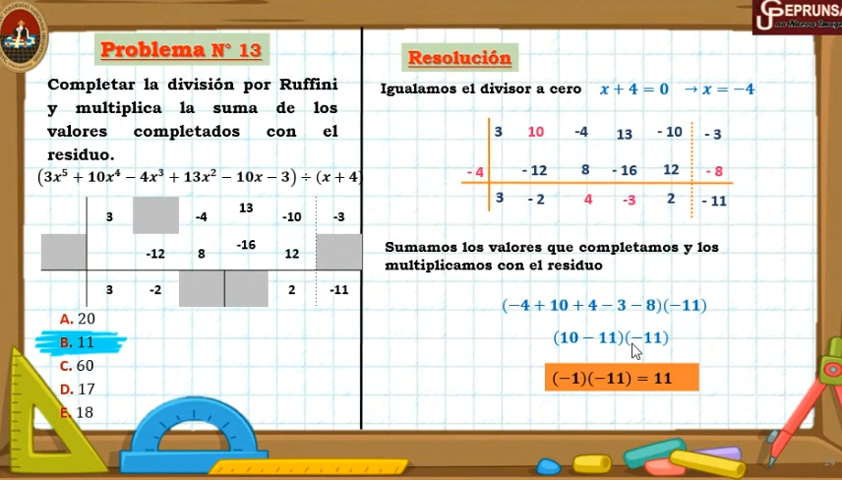 GEPRUNSA
una Nueva Imagen
Problema N° 13
Completar la división por Ruffini
y multiplica la suma de los
valores completados con el
residuo.
(3x⁵ + 10x⁴ − 4x³ + 13x² − 10x − 3) ÷ (x + 4)
3 -4 13 -10 -3
-12 8 -16 12
3 -2 2 -11
A. 20
B. 11
C. 60
D. 17
E. 18
Resolución
Igualamos el divisor a cero x + 4 = 0 → x = −4
3 10 -4 13 - 10 - 3
- 4 - 12 8 - 16 12 - 8
3 - 2 4 -3 2 - 11
Sumamos los valores que completamos y los
multiplicamos con el residuo
(−4 + 10 + 4 − 3 − 8)(−11)
(10 − 11)(−11)
(−1)(−11) = 11